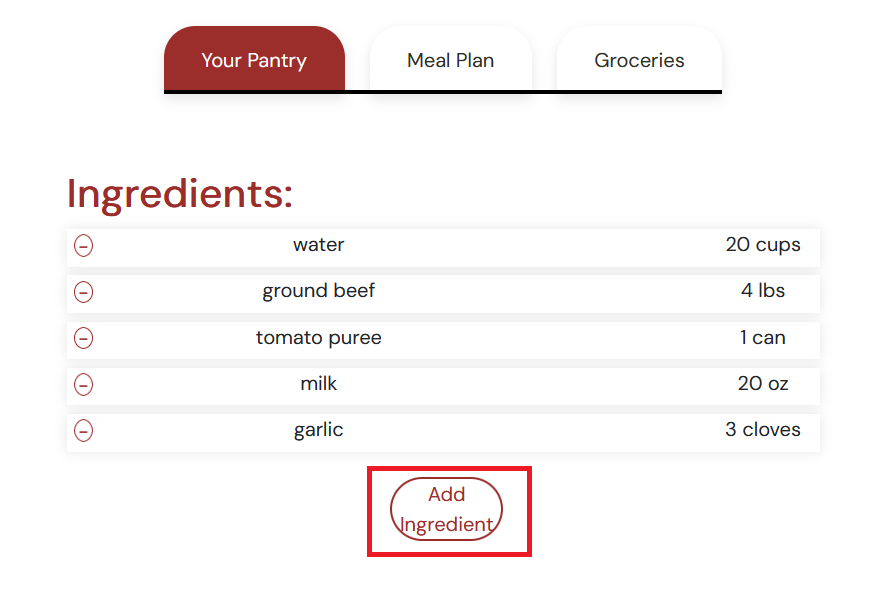 Your Pantry Meal Plan Groceries
Ingredients:
water 20 cups
ground beef 4 lbs
tomato puree 1 can
milk 20 oz
garlic 3 cloves
Add
Ingredient